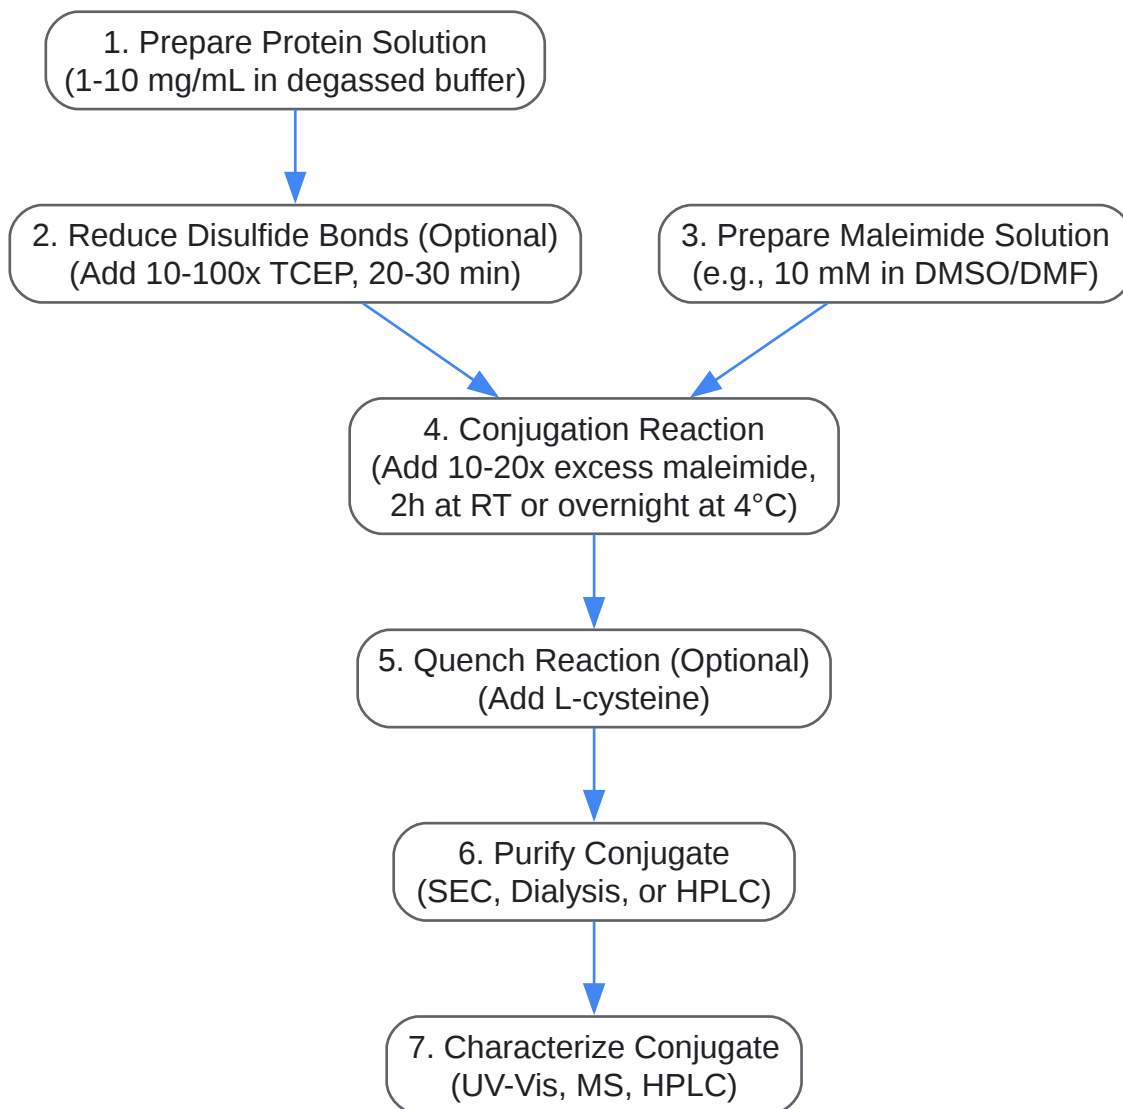 1. Prepare Protein Solution
(1-10 mg/mL in degassed buffer)
2. Reduce Disulfide Bonds (Optional)
(Add 10-100x TCEP, 20-30 min)
3. Prepare Maleimide Solution
(e.g., 10 mM in DMSO/DMF)
4. Conjugation Reaction
(Add 10-20x excess maleimide,
2h at RT or overnight at 4°C)
5. Quench Reaction (Optional)
(Add L-cysteine)
6. Purify Conjugate
(SEC, Dialysis, or HPLC)
7. Characterize Conjugate
(UV-Vis, MS, HPLC)